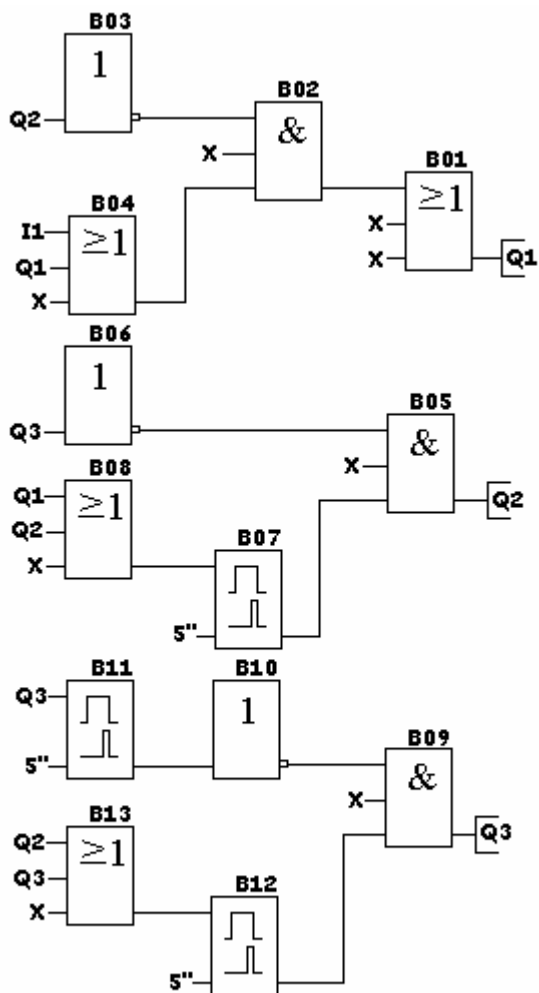 B03
1
Q2
B02
&
X
B04
≥1
I1
Q1
X
B01
≥1
X
X
Q1
B06
1
Q3
B05
&
X
Q2
B08
≥1
Q1
Q2
X
B07
5"
B11
Q3
5"
B10
1
B09
&
X
Q3
B13
≥1
Q2
Q3
X
B12
5"